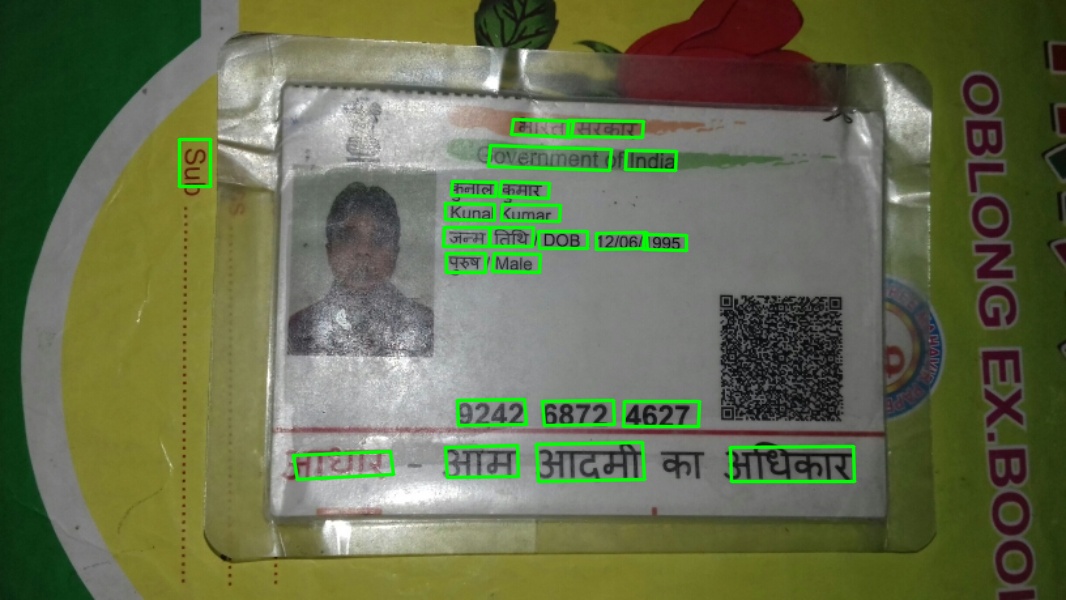 भारत सरकार
Government of India
कुनाल कुमार
Kunal Kumar
जन्म तिथि / DOB 12/06/1995
पुरुष / Male
9242 6872 4627
आधार - आम आदमी का अधिकार
Sub
OBLONG EX.BOOK